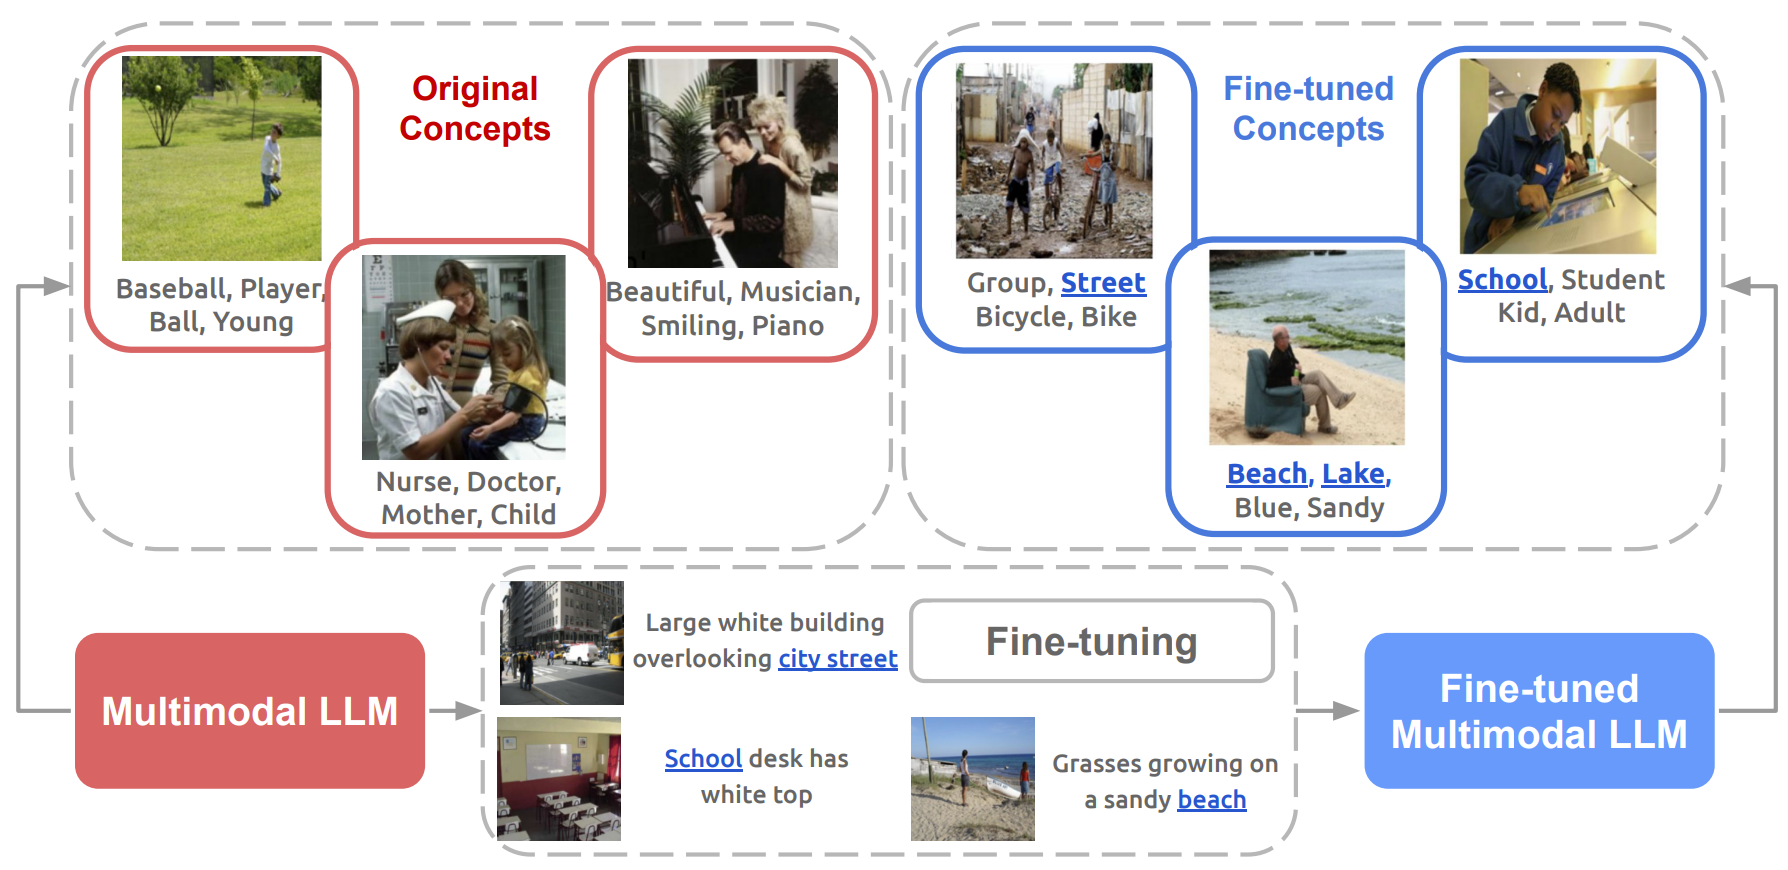 Original
Concepts
Baseball, Player,
Ball, Young
Beautiful, Musician,
Smiling, Piano
Nurse, Doctor,
Mother, Child
Fine-tuned
Concepts
Group, Street
Bicycle, Bike
School, Student
Kid, Adult
Beach, Lake,
Blue, Sandy
Multimodal LLM
Large white building
overlooking city street
Fine-tuning
School desk has
white top
Grasses growing on
a sandy beach
Fine-tuned
Multimodal LLM